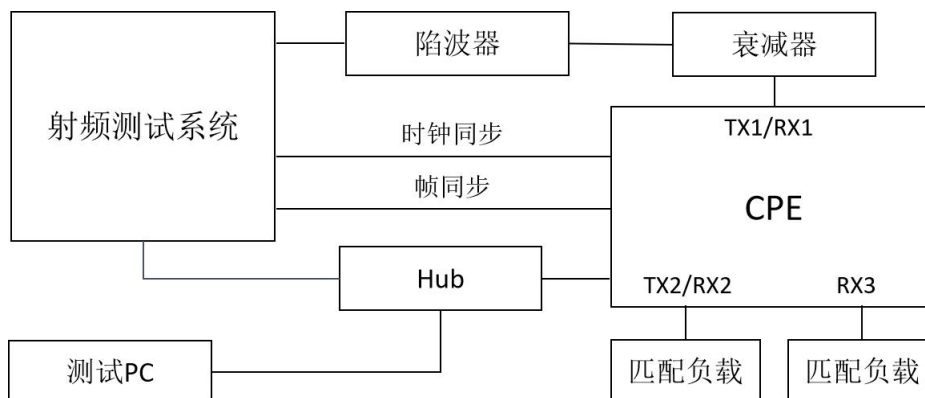 陷波器
衰减器
射频测试系统
时钟同步
TX1/RX1
帧同步
CPE
Hub
TX2/RX2
RX3
测试PC
匹配负载
匹配负载